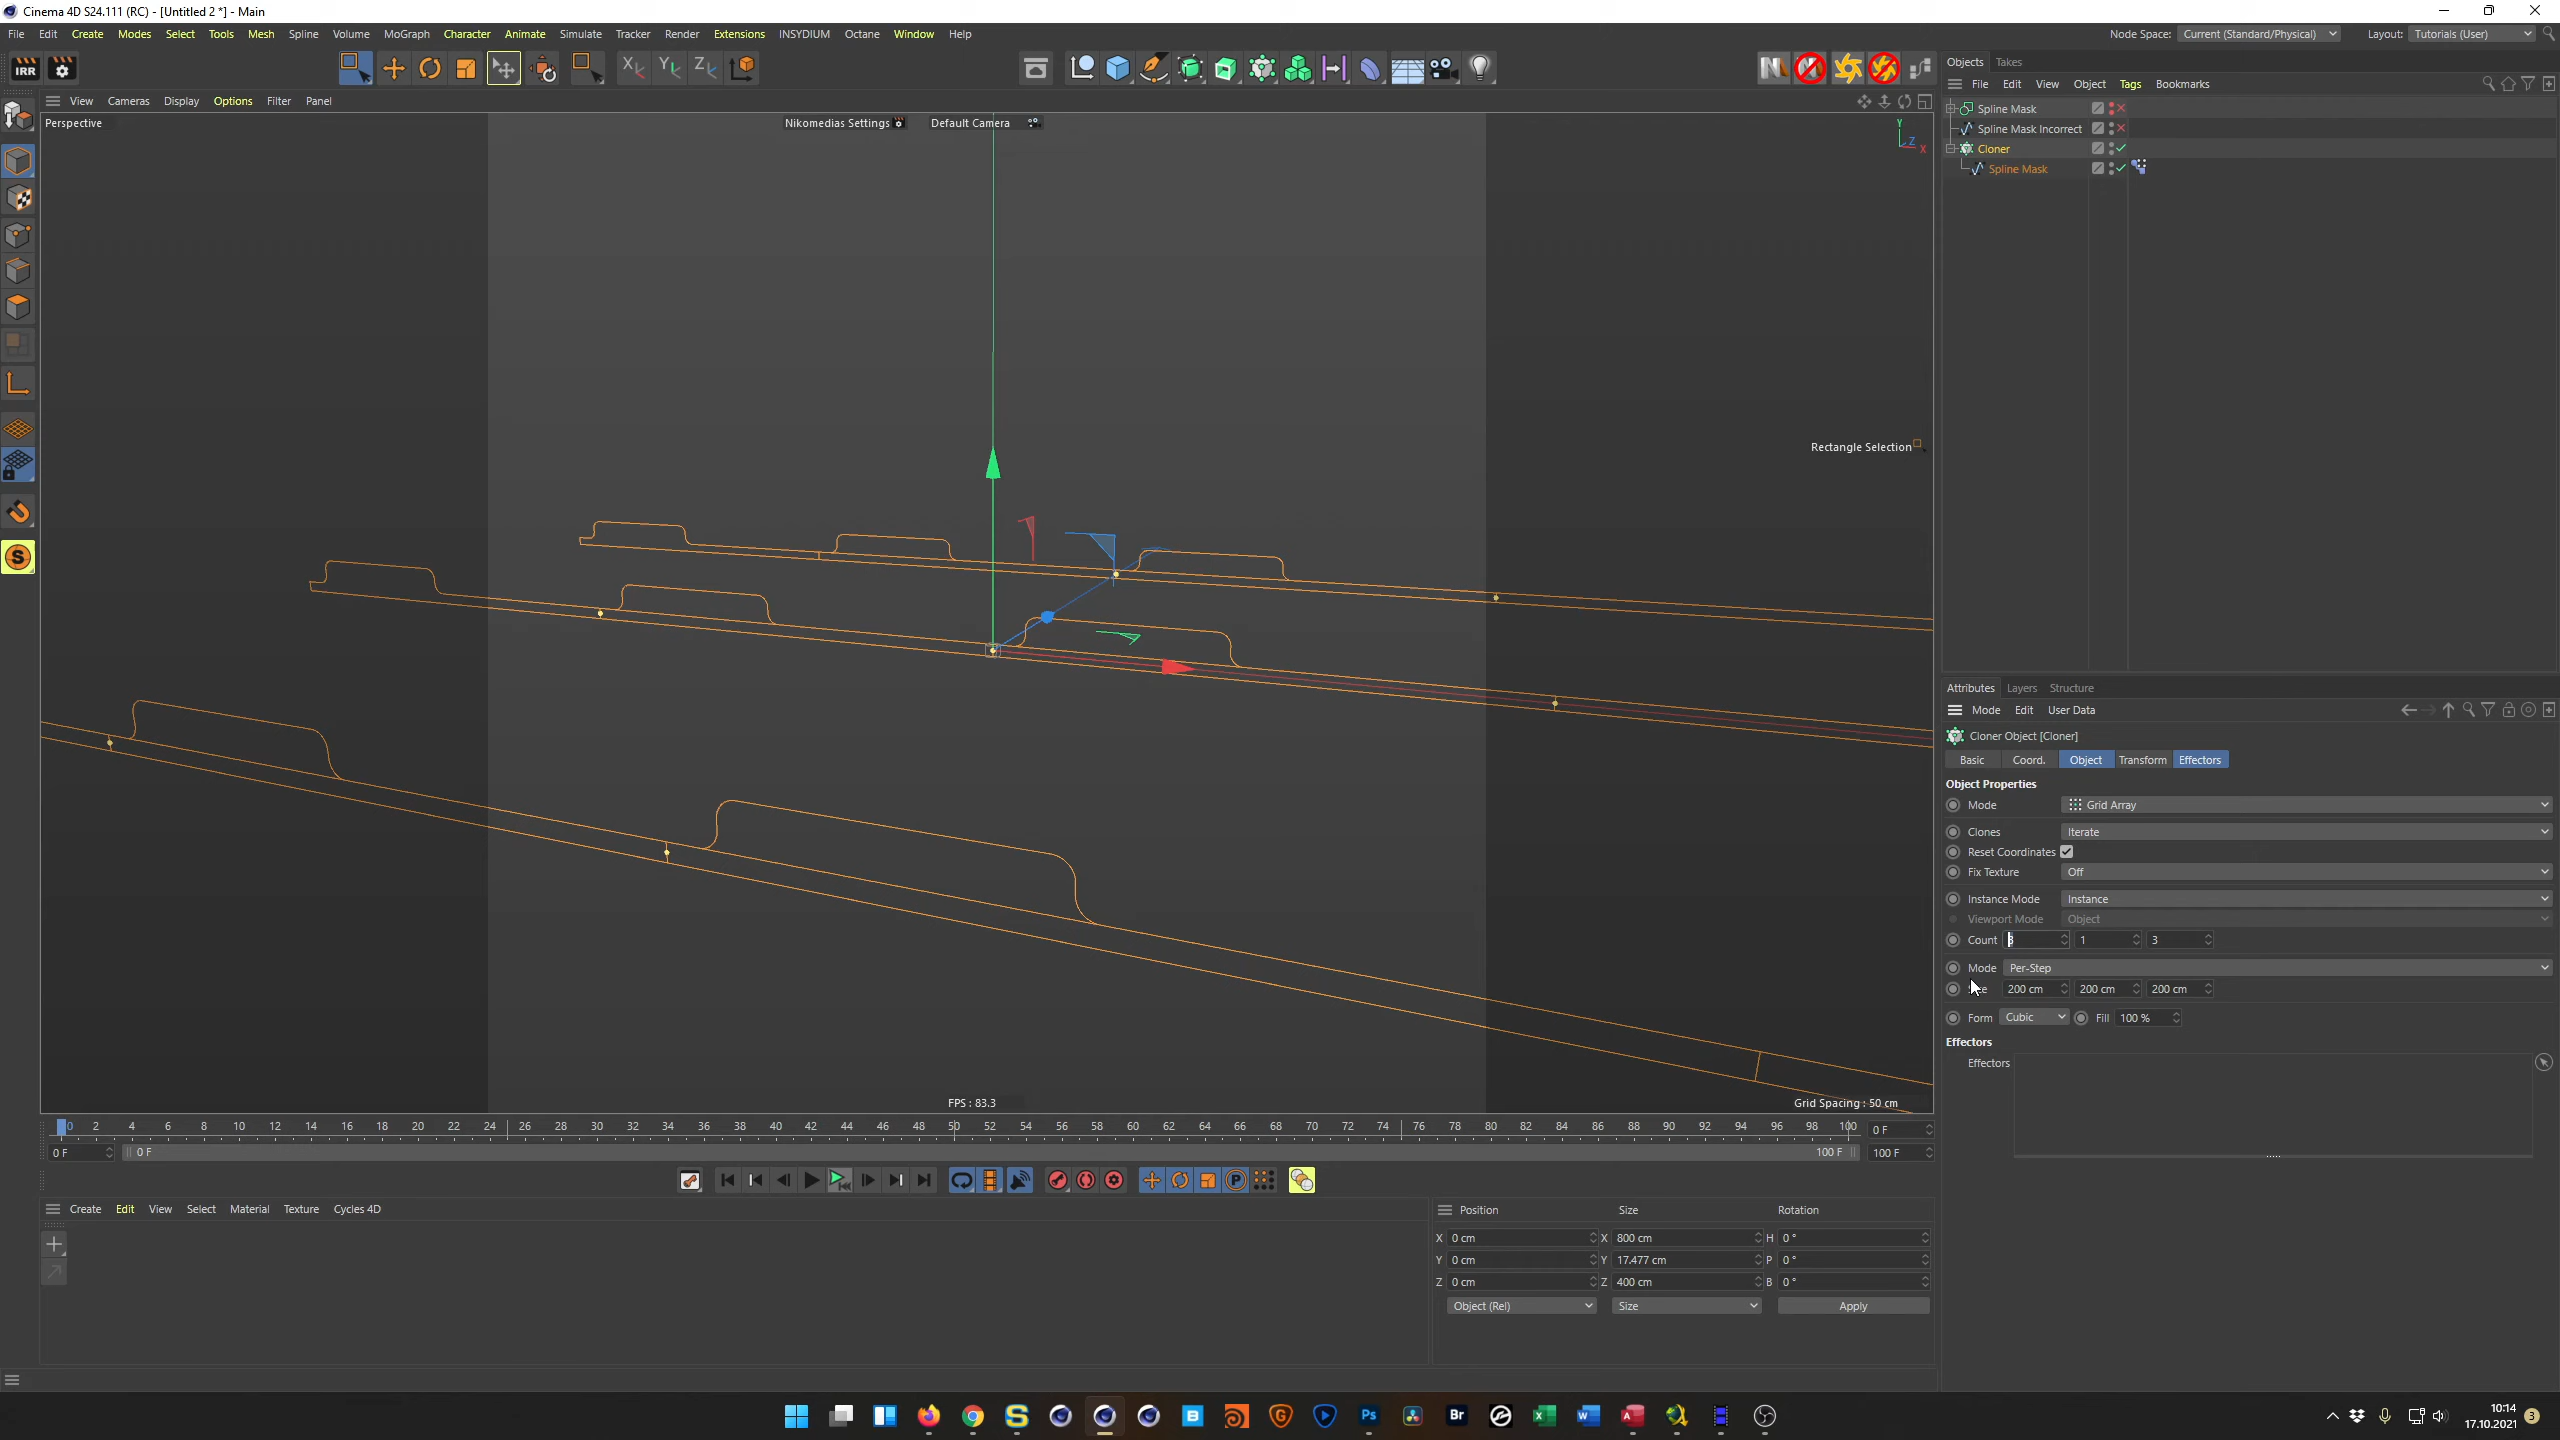 Cinema 4D S24.111 (RC) - [Untitled 2 *] - Main
File Edit Create Modes Select Tools Mesh Spline Volume MoGraph Character Animate Simulate Tracker Render Extensions INSYDIUM Octane Window Help
Node Space: Current (Standard/Physical) Layout: Tutorials (User)
IRR
X Y Z
Objects Takes
File Edit View Object Tags Bookmarks
View Cameras Display Options Filter Panel
Perspective
Nikomedias Settings
Default Camera
Y
Z
X
Spline Mask
Spline Mask Incorrect
Cloner
Spline Mask
Rectangle Selection
S
FPS : 83.3
Grid Spacing : 50 cm
Attributes Layers Structure
Mode Edit User Data
Cloner Object [Cloner]
Basic Coord. Object Transform Effectors
Object Properties
Mode Grid Array
Clones Iterate
Reset Coordinates
Fix Texture Off
Instance Mode Instance
Viewport Mode Object
Count 1 3
Mode Per-Step
200 cm 200 cm 200 cm
Form Cubic Fill 100 %
Effectors
Effectors
0 2 4 6 8 10 12 14 16 18 20 22 24 26 28 30 32 34 36 38 40 42 44 46 48 50 52 54 56 58 60 62 64 66 68 70 72 74 76 78 80 82 84 86 88 90 92 94 96 98 100 0 F
0 F 0 F 100 F 100 F
P
Create Edit View Select Material Texture Cycles 4D
Position Size Rotation
X 0 cm X 800 cm H 0 °
Y 0 cm Y 17.477 cm P 0 °
Z 0 cm Z 400 cm B 0 °
Object (Rel) Size Apply
Ps Br
10:14
17.10.2021
3